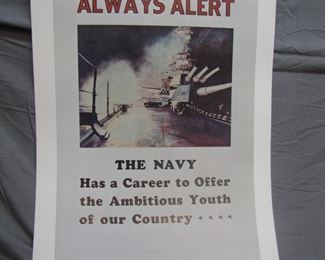 ALWAYS ALERT
THE NAVY
Has a Career to Offer
the Ambitious Youth
of our Country